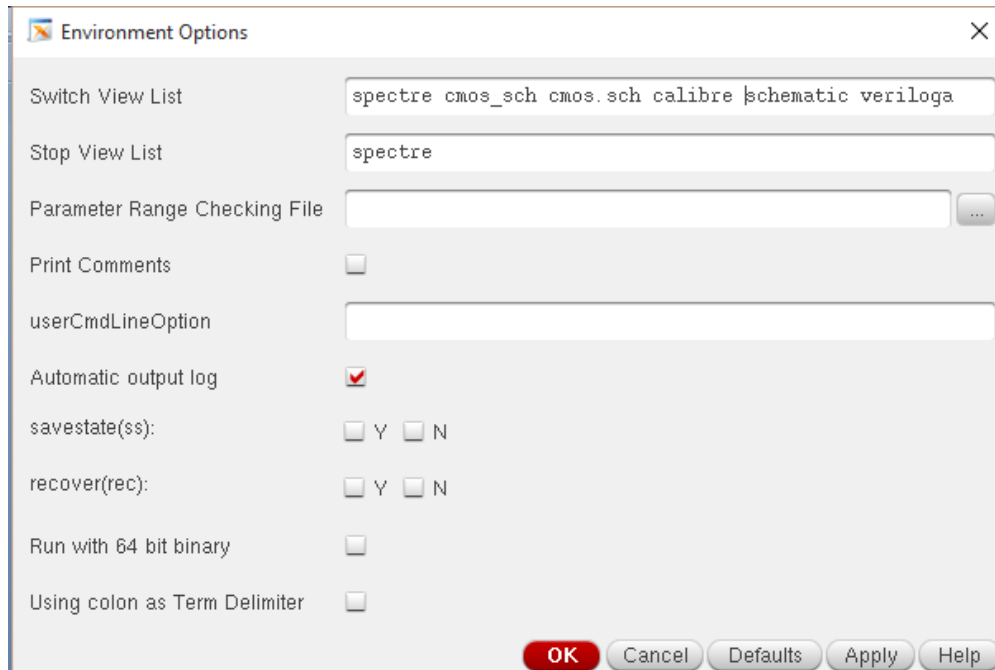 Environment Options
Switch View List spectre cmos_sch cmos.sch calibre schematic veriloga
Stop View List spectre
Parameter Range Checking File ...
Print Comments
userCmdLineOption
Automatic output log
savestate(ss): Y N
recover(rec): Y N
Run with 64 bit binary
Using colon as Term Delimiter
OK Cancel Defaults Apply Help